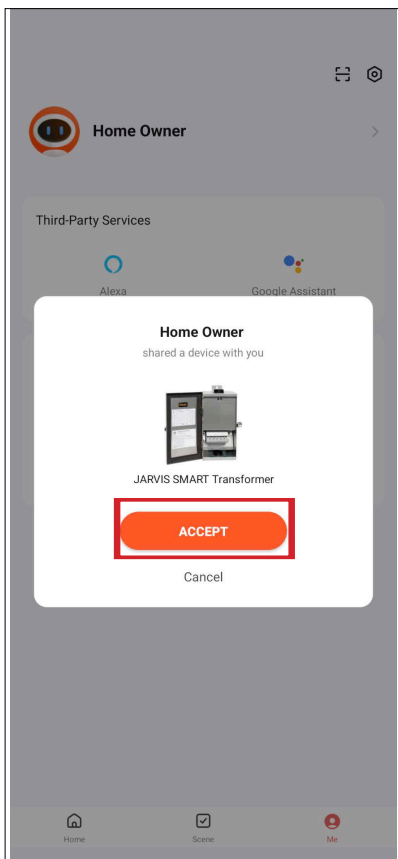 Home Owner
Third-Party Services
Alexa
Google Assistant
Home Owner
shared a device with you
JARVIS SMART Transformer
ACCEPT
Cancel
Home
Scene
Me